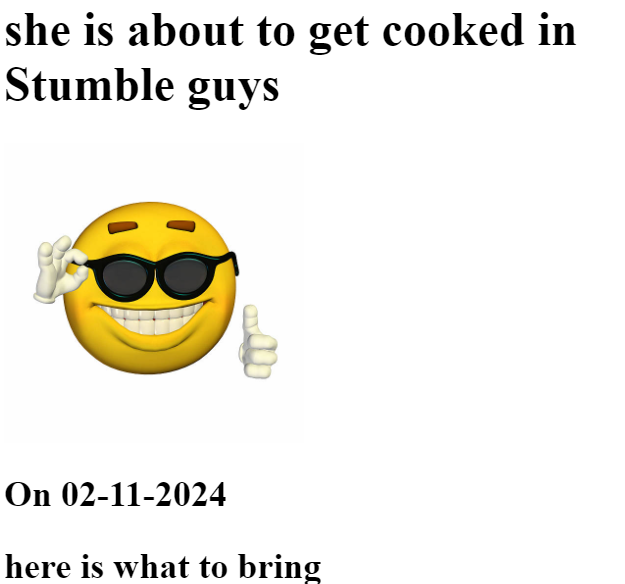 she is about to get cooked in
Stumble guys
On 02-11-2024
here is what to bring